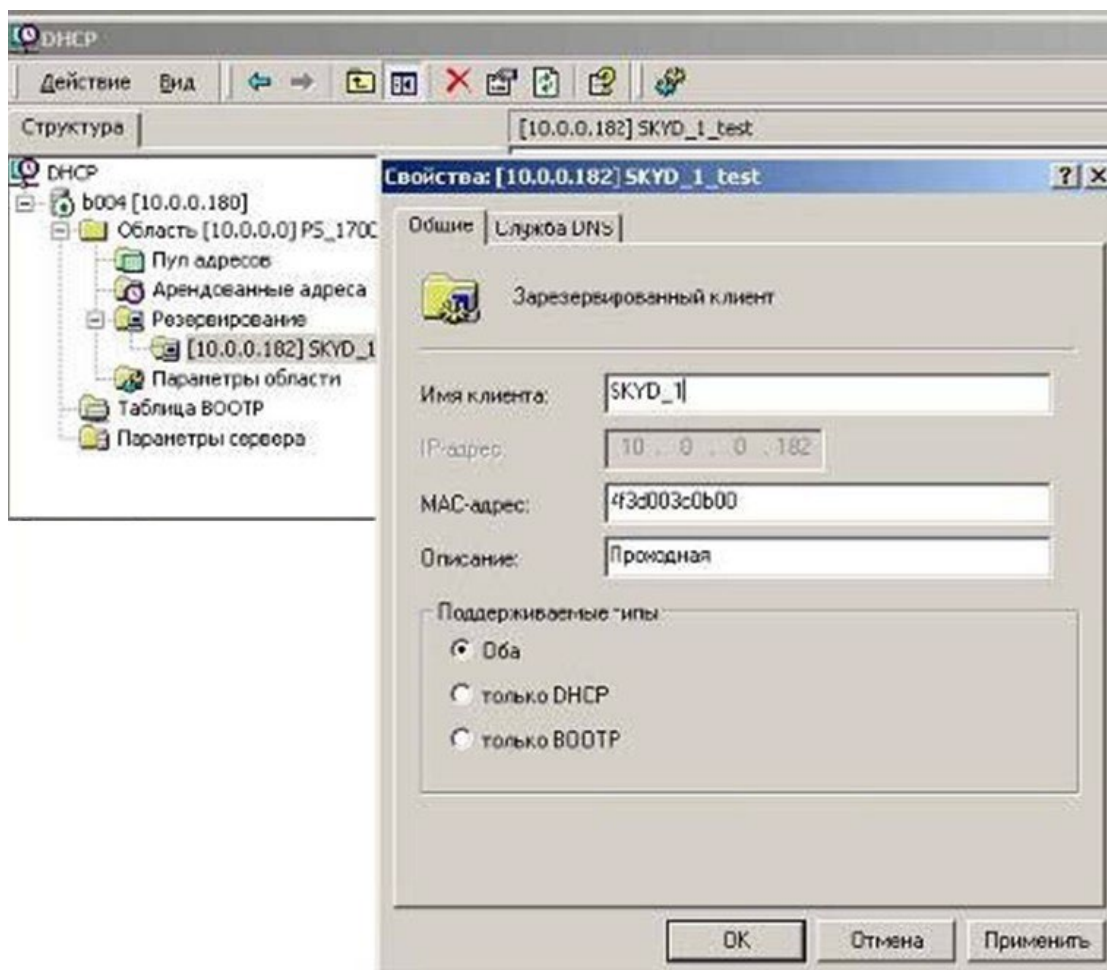 DHCP
Действие Вид
Структура
[10.0.0.182] SKYD_1_test
DHCP
b004 [10.0.0.180]
Область [10.0.0.0] PS_1700
Пул адресов
Арендованные адреса
Резервирование
[10.0.0.182] SKYD_1
Параметры области
Таблица BOOTP
Параметры сервера
Свойства: [10.0.0.182] SKYD_1_test
Общие
Служба DNS
Зарезервированный клиент
Имя клиента:
SKYD_1
IP-адрес:
10 . 0 . 0 . 182
MAC-адрес:
4f3d003c0b00
Описание:
Проходная
Поддерживаемые типы
Оба
только DHCP
только BOOTP
OK
Отмена
Применить